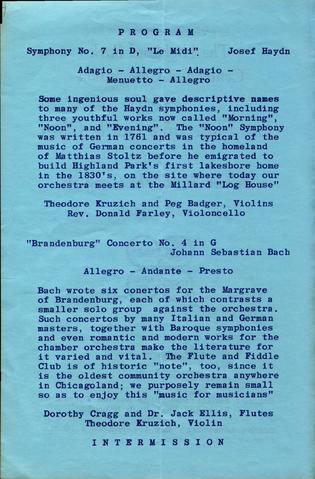 PROGRAM
Symphony No. 7 in D, "Le Midi"   Josef Haydn
Adagio - Allegro - Adagio -
Menuetto - Allegro
Some ingenious soul gave descriptive names
to many of the Haydn symphonies, including
three youthful works now called "Morning",
"Noon", and "Evening". The "Noon" Symphony
was written in 1761 and was typical of the
music of German concerts in the homeland
of Matthias Stoltz before he emigrated to
build Highland Park's first lakeshore home
in the 1830's, on the site where today our
orchestra meets at the Millard "Log House"
Theodore Kruzich and Peg Badger, Violins
Rev. Donald Farley, Violoncello
"Brandenburg" Concerto No. 4 in G
Johann Sebastian Bach
Allegro - Andante - Presto
Bach wrote six conertos for the Margrave
of Brandenburg, each of which contrasts a
smaller solo group against the orchestra.
Such concertos by many Italian and German
masters, together with Baroque symphonies
and even romantic and modern works for the
chamber orchestra make the literature for
it varied and vital. The Flute and Fiddle
Club is of historic "note", too, since it
is the oldest community orchestra anywhere
in Chicagoland; we purposely remain small
so as to enjoy this "music for musicians"
Dorothy Cragg and Dr. Jack Ellis, Flutes
Theodore Kruzich, Violin
INTERMISSION